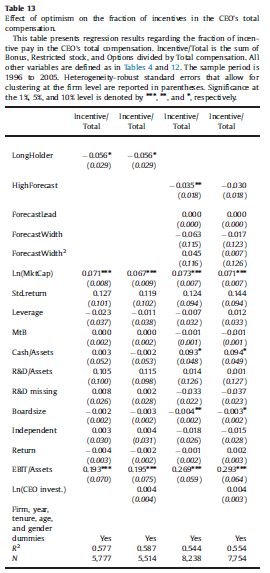 Table 13
Effect of optimism on the fraction of incentives in the CEO's total
compensation.
This table presents regression results regarding the fraction of incen-
tive pay in the CEO's total compensation. Incentive/Total is the sum of
Bonus, Restricted stock, and Options divided by Total compensation. All
other variables are defined as in Tables 4 and 12. The sample period is
1996 to 2005. Heterogeneity-robust standard errors that allow for
clustering at the firm level are reported in parentheses. Significance at
the 1%, 5%, and 10% level is denoted by ***, **, and *, respectively.
Incentive/ Incentive/ Incentive/ Incentive/
Total Total Total Total
LongHolder −0.056* −0.056*
(0.029) (0.029)
HighForecast −0.035** −0.030
(0.018) (0.018)
ForecastLead 0.000 0.000
(0.000) (0.000)
ForecastWidth −0.063 −0.017
(0.115) (0.123)
ForecastWidth² 0.045 −0.007
(0.116) (0.126)
Ln(MktCap) 0.071*** 0.067*** 0.073*** 0.071***
(0.008) (0.009) (0.007) (0.007)
Std.return 0.127 0.119 0.124 0.144
(0.101) (0.102) (0.094) (0.094)
Leverage −0.023 −0.011 −0.007 0.012
(0.037) (0.038) (0.032) (0.033)
MtB 0.000 0.000 −0.001 −0.001
(0.002) (0.002) (0.001) (0.001)
Cash/Assets 0.003 −0.002 0.093* 0.094*
(0.052) (0.053) (0.048) (0.049)
R&D/Assets 0.105 0.115 0.014 0.001
(0.100) (0.098) (0.126) (0.127)
R&D missing 0.008 0.002 −0.033 −0.037
(0.026) (0.028) (0.022) (0.023)
Boardsize −0.002 −0.003 −0.004** −0.003*
(0.002) (0.002) (0.002) (0.002)
Independent 0.003 0.004 −0.018 −0.015
(0.030) (0.031) (0.026) (0.028)
Return −0.004 −0.002 −0.001 0.002
(0.003) (0.002) (0.002) (0.003)
EBIT/Assets 0.193*** 0.195*** 0.269*** 0.293***
(0.070) (0.075) (0.059) (0.064)
Ln(CEO invest.) 0.004 0.004
(0.004) (0.003)
Firm, year,
tenure, age,
and gender
dummies Yes Yes Yes Yes
R² 0.577 0.587 0.544 0.554
N 5,777 5,514 8,238 7,754